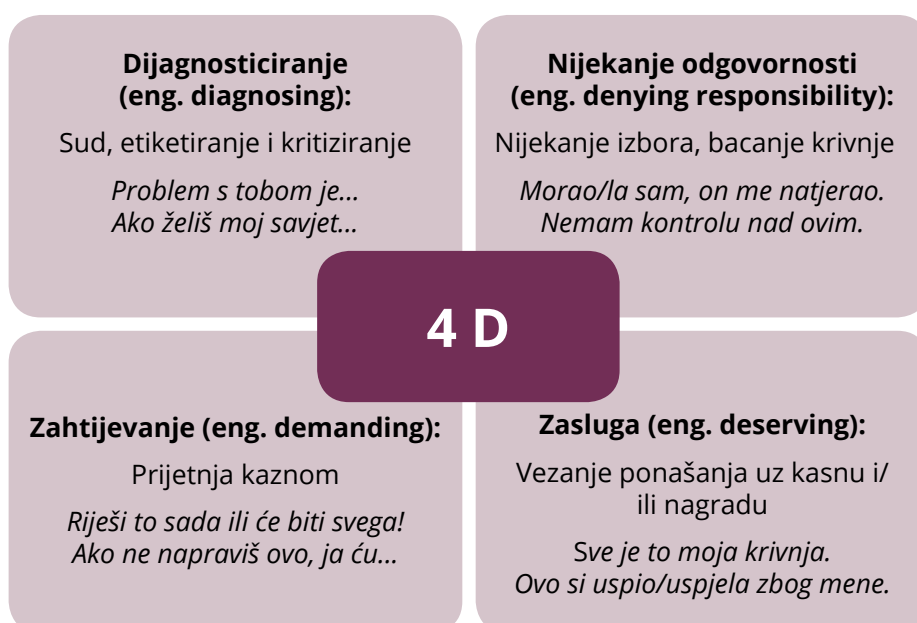 Dijagnosticiranje
(eng. diagnosing):
Sud, etiketiranje i kritiziranje
Problem s tobom je...
Ako želiš moj savjet...
Nijekanje odgovornosti
(eng. denying responsibility):
Nijekanje izbora, bacanje krivnje
Morao/la sam, on me natjerao.
Nemam kontrolu nad ovim.
4 D
Zahtijevanje (eng. demanding):
Prijetnja kaznom
Riješi to sada ili će biti svega!
Ako ne napraviš ovo, ja ću...
Zasluga (eng. deserving):
Vezanje ponašanja uz kasnu i/
ili nagradu
Sve je to moja krivnja.
Ovo si uspio/uspjela zbog mene.